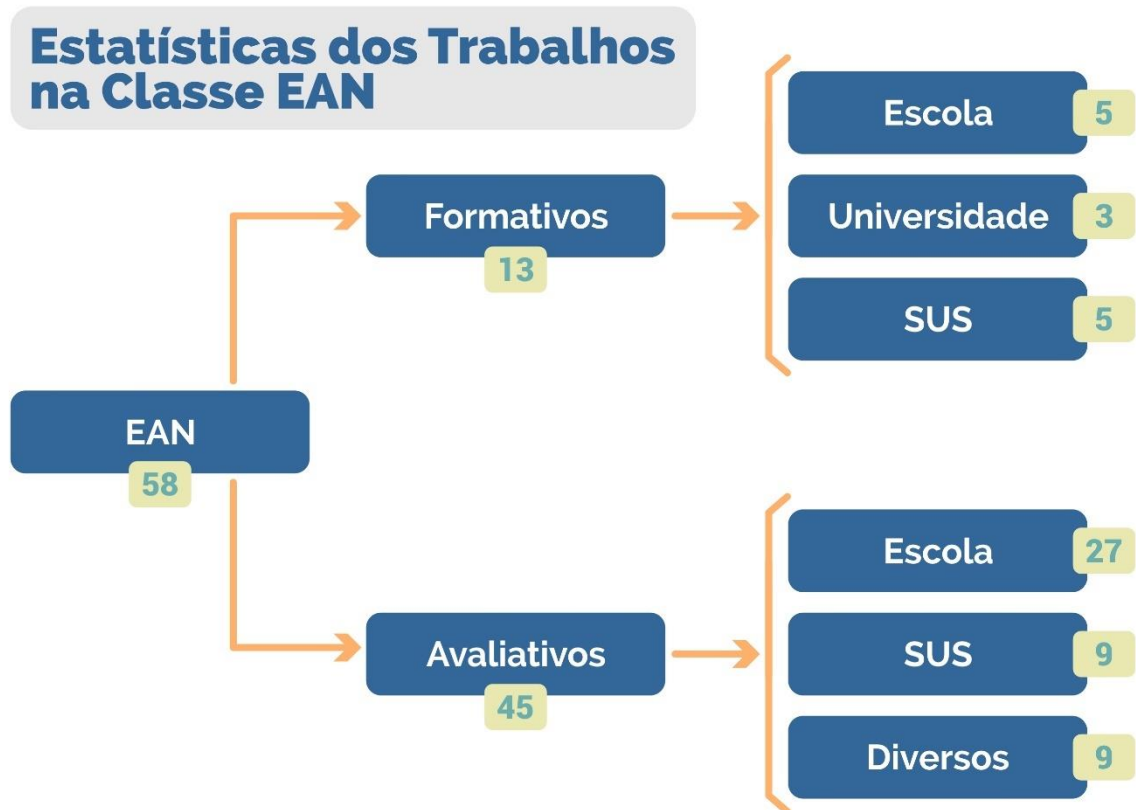 Estatísticas dos Trabalhos
na Classe EAN
EAN
58
Formativos
13
Escola 5
Universidade 3
SUS 5
Avaliativos
45
Escola 27
SUS 9
Diversos 9